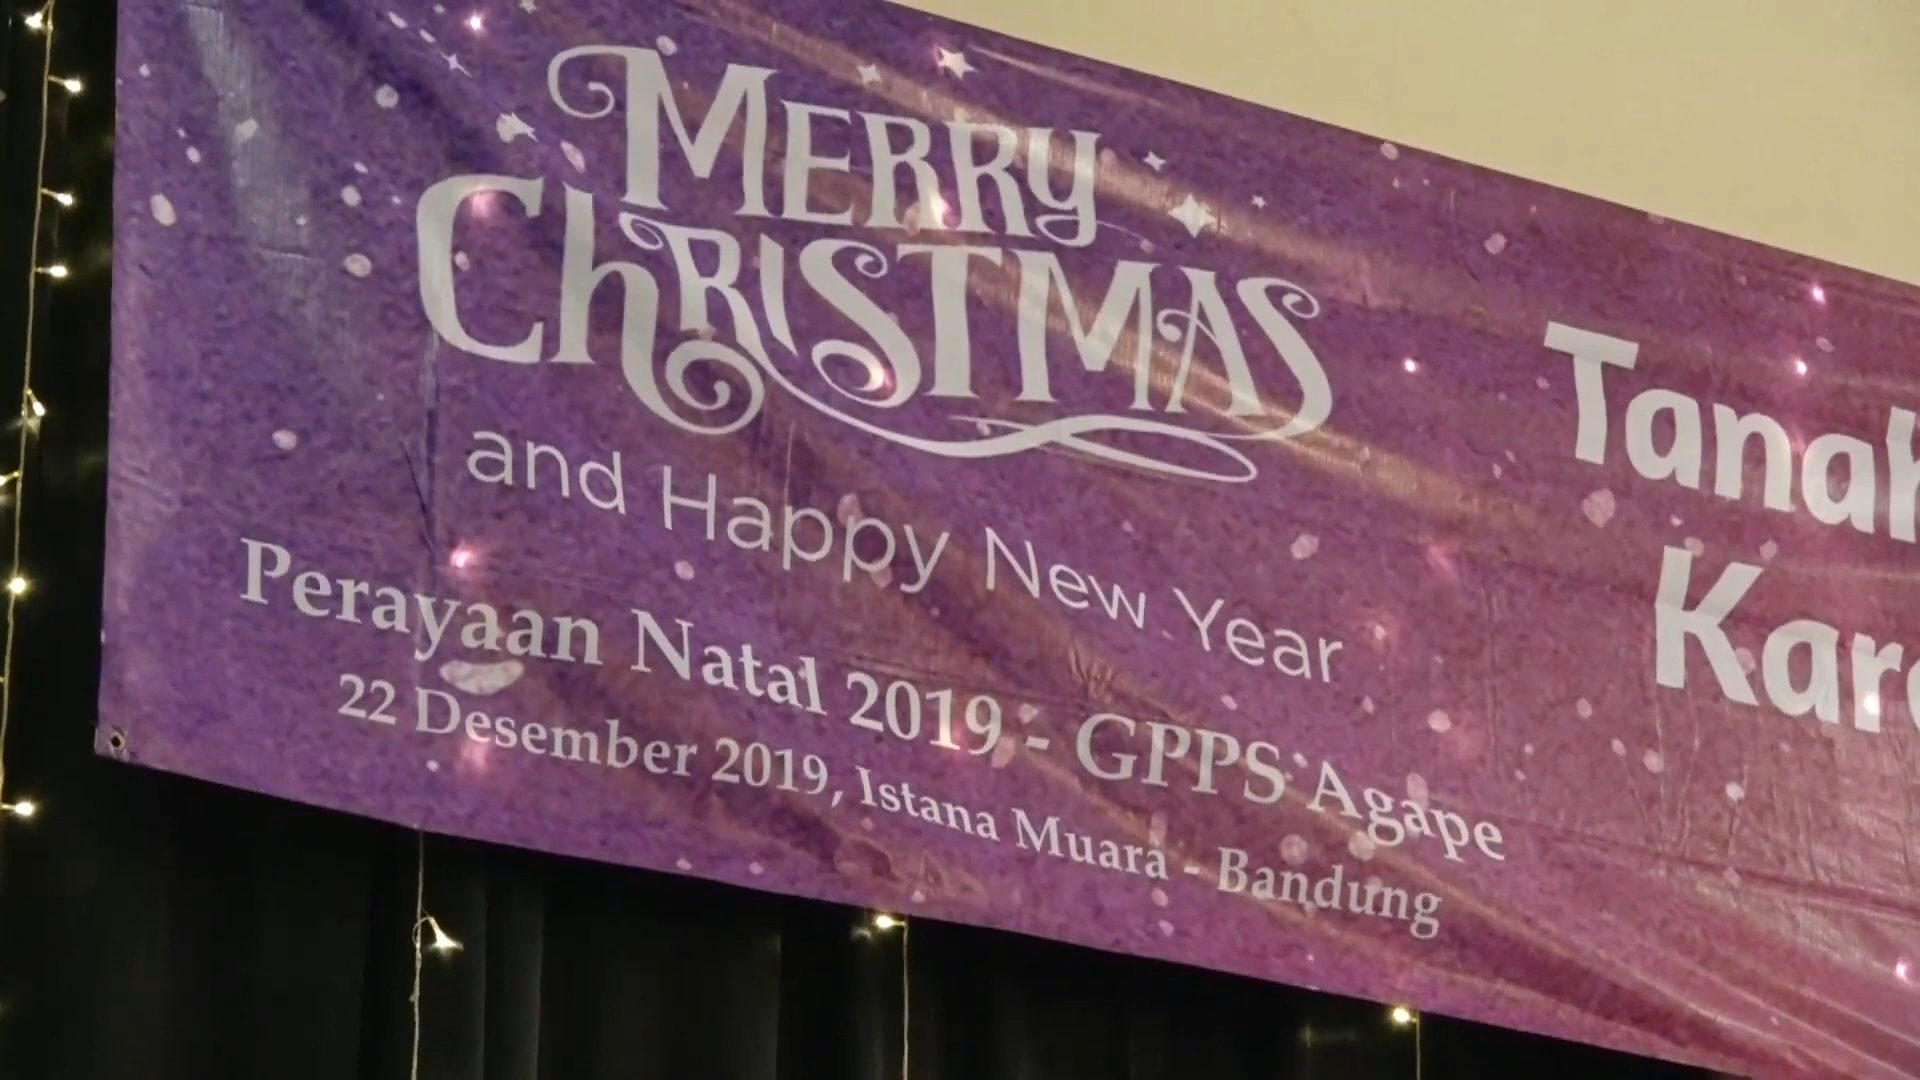 MERRY
ChRISTMAS
and Happy New Year
Perayaan Natal 2019 - GPPS Agape
22 Desember 2019, Istana Muara - Bandung